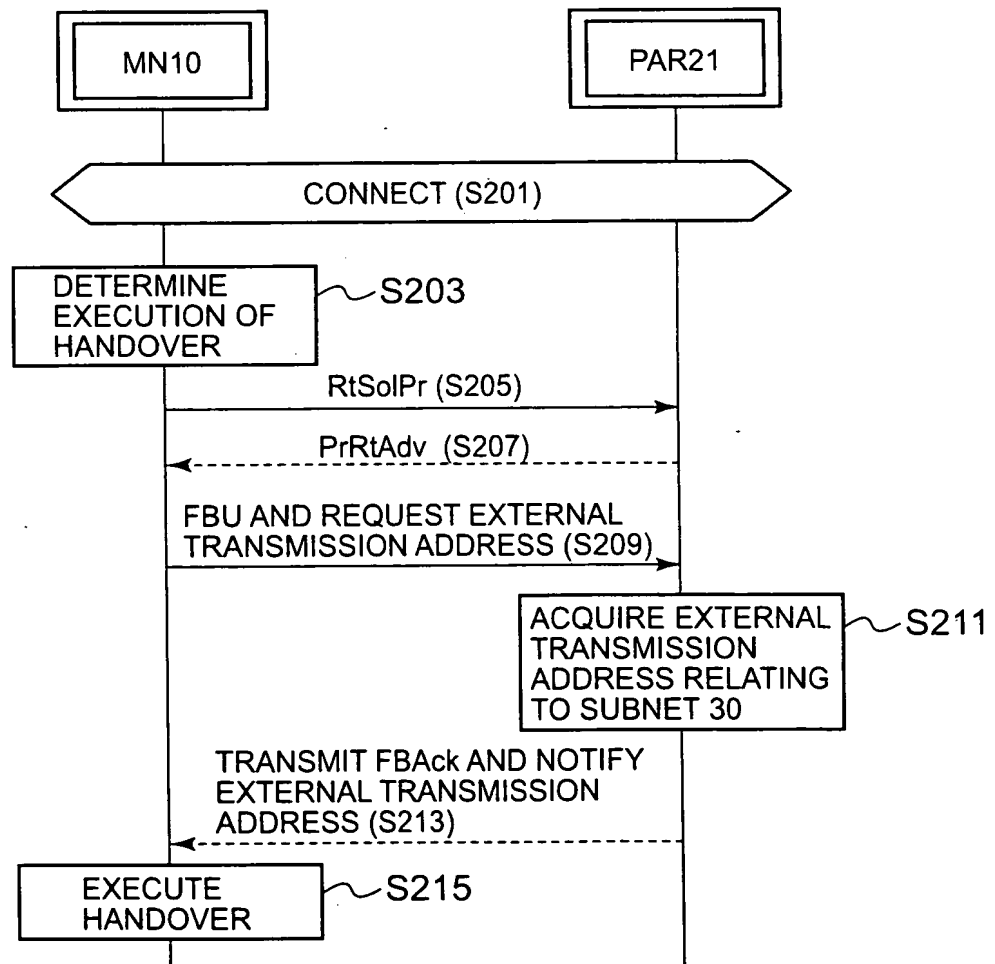 MN10
PAR21
CONNECT (S201)
DETERMINE
EXECUTION OF
HANDOVER
S203
RtSolPr (S205)
PrRtAdv (S207)
FBU AND REQUEST EXTERNAL
TRANSMISSION ADDRESS (S209)
ACQUIRE EXTERNAL
TRANSMISSION
ADDRESS RELATING
TO SUBNET 30
S211
TRANSMIT FBAck AND NOTIFY
EXTERNAL TRANSMISSION
ADDRESS (S213)
EXECUTE
HANDOVER
S215